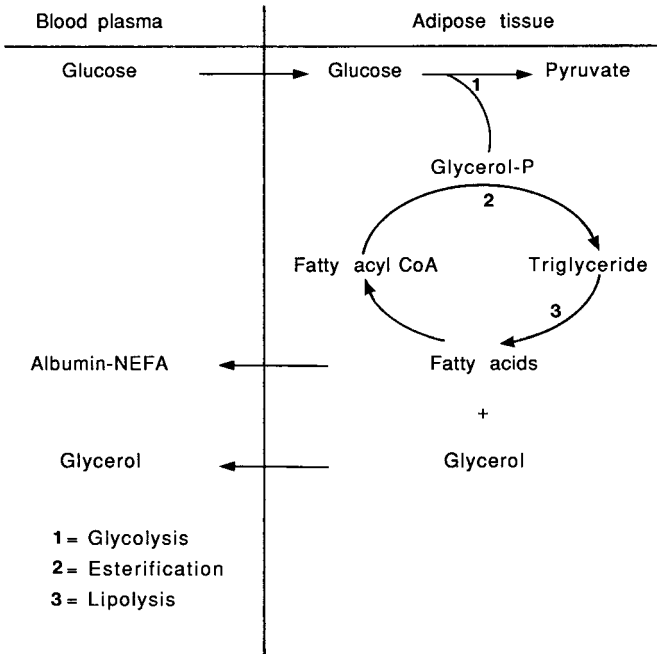 Blood plasma Adipose tissue
Glucose Glucose Pyruvate
1
Glycerol-P
2
Fatty acyl CoA Triglyceride
3
Albumin-NEFA Fatty acids
+
Glycerol Glycerol
1 = Glycolysis
2 = Esterification
3 = Lipolysis